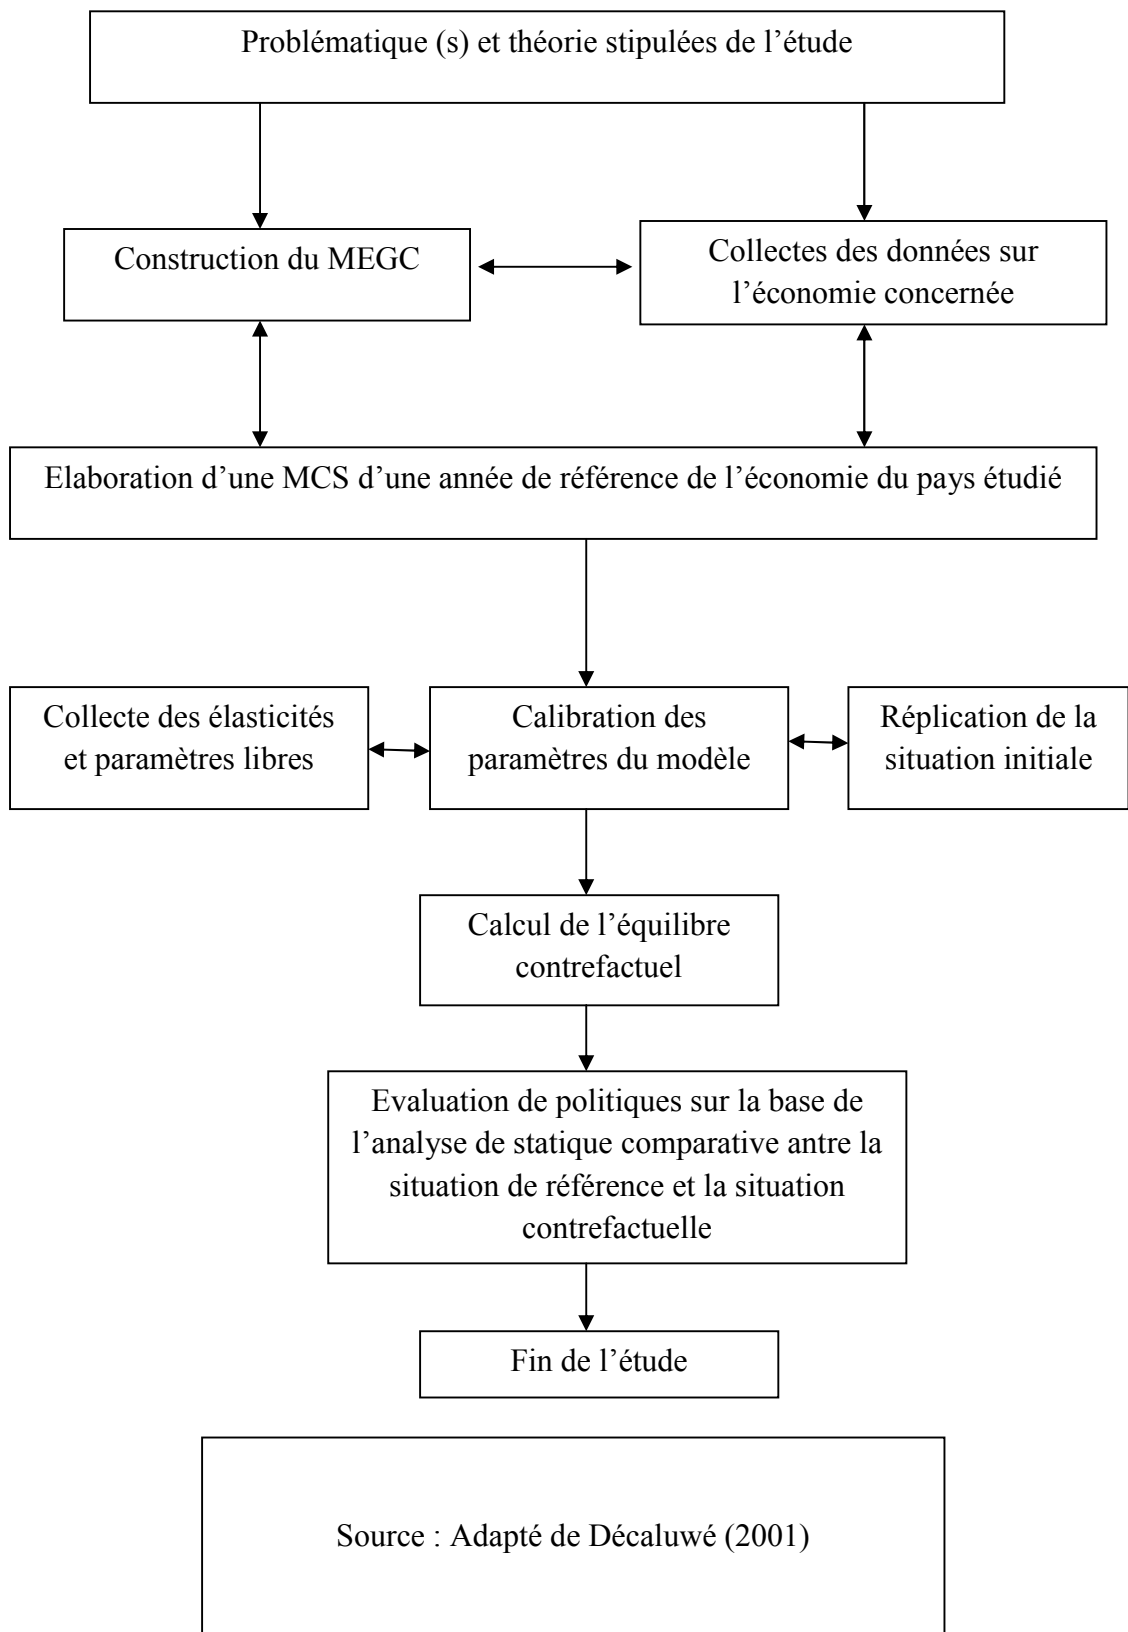 Problématique (s) et théorie stipulées de l’étude
Construction du MEGC
Collectes des données sur
l’économie concernée
Elaboration d’une MCS d’une année de référence de l’économie du pays étudié
Collecte des élasticités
et paramètres libres
Calibration des
paramètres du modèle
Réplication de la
situation initiale
Calcul de l’équilibre
contrefactuel
Evaluation de politiques sur la base de
l’analyse de statique comparative antre la
situation de référence et la situation
contrefactuelle
Fin de l’étude
Source : Adapté de Décaluwé (2001)